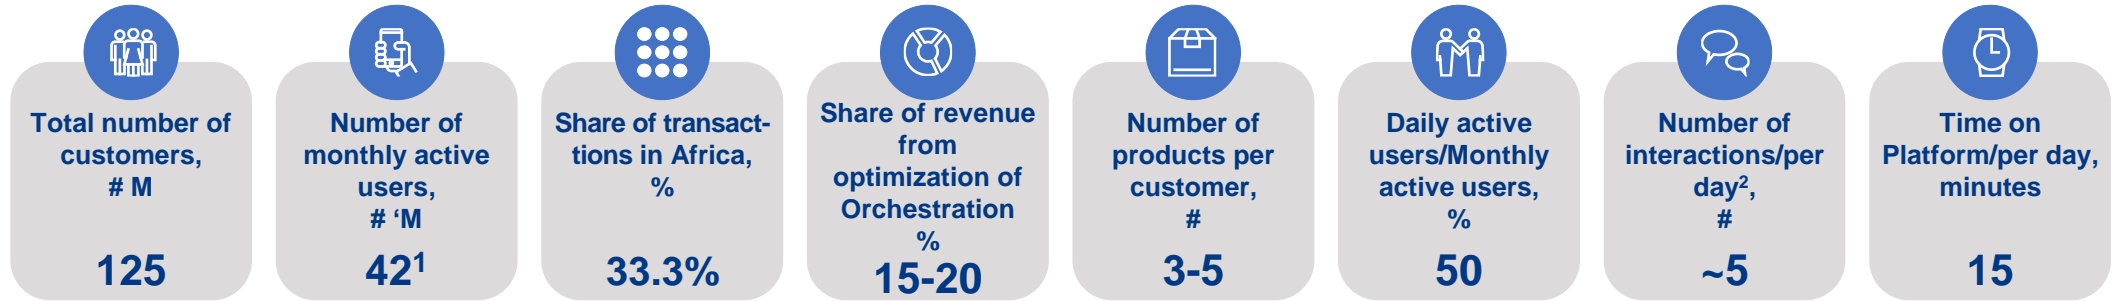 Total number of
customers,
# M
125
Number of
monthly active
users,
# ‘M
42¹
Share of transact-
tions in Africa,
%
33.3%
Share of revenue
from
optimization of
Orchestration
%
15-20
Number of
products per
customer,
#
3-5
Daily active
users/Monthly
active users,
%
50
Number of
interactions/per
day²,
#
~5
Time on
Platform/per day,
minutes
15